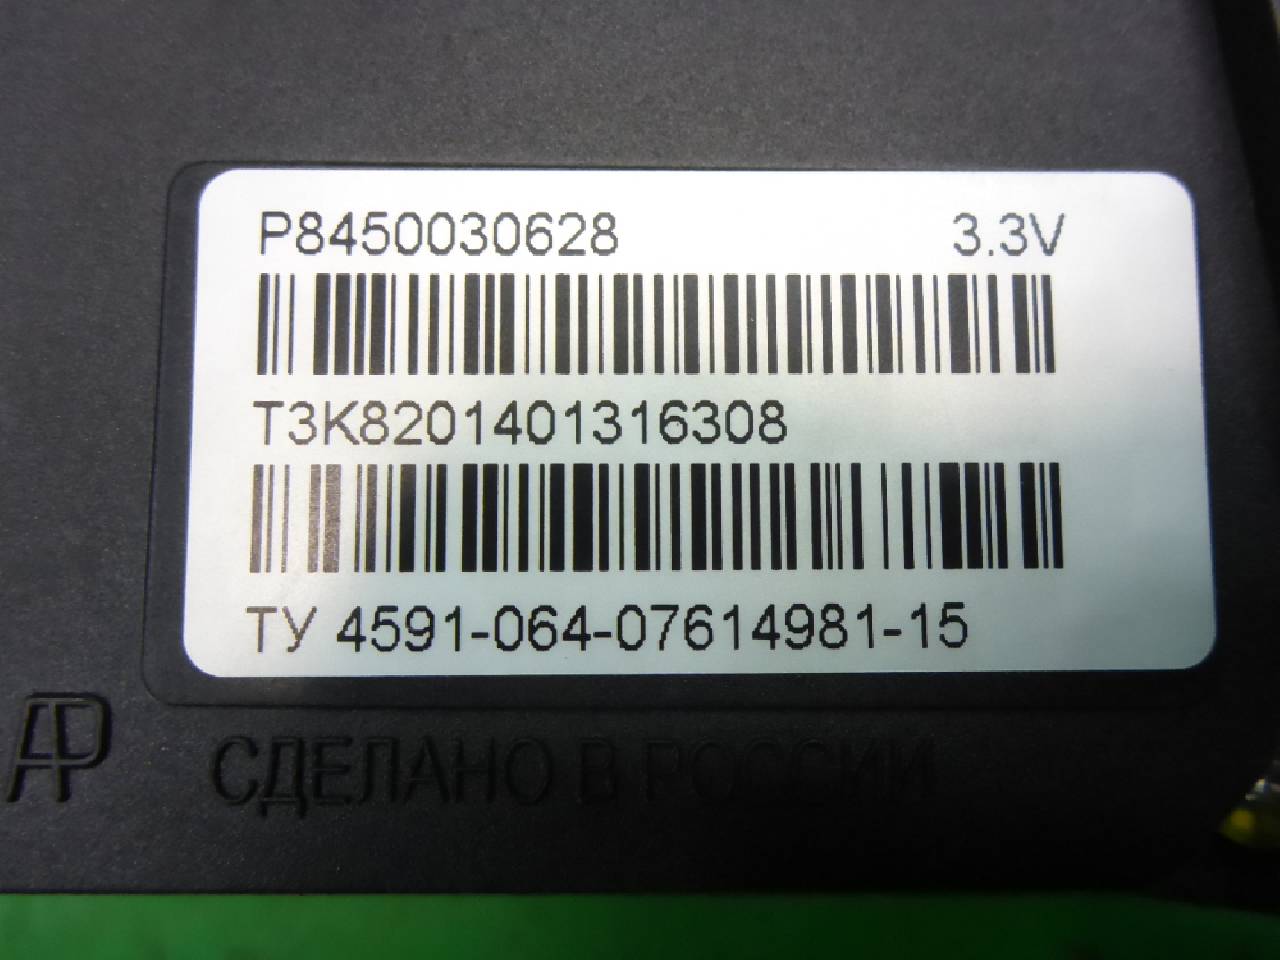 P8450030628 3.3V
T3K8201401316308
ТУ 4591-064-07614981-15
СДЕЛАНО В РОССИИ